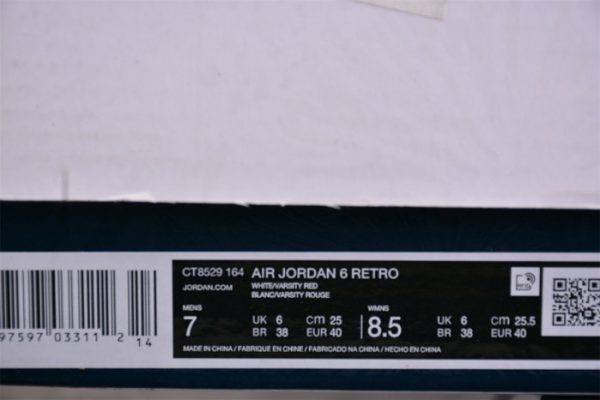 CT8529 164 AIR JORDAN 6 RETRO
JORDAN.COM WHITE/VARSITY RED
BLANC/VARSITY ROUGE
MENS WMNS
7 UK 6 cm 25 8.5 UK 6 cm 25.5
BR 38 EUR 40 BR 38 EUR 40
MADE IN CHINA / FABRIQUE EN CHINE / FABRICADO NA CHINA / HECHO EN CHINA
97597 03311 2
14